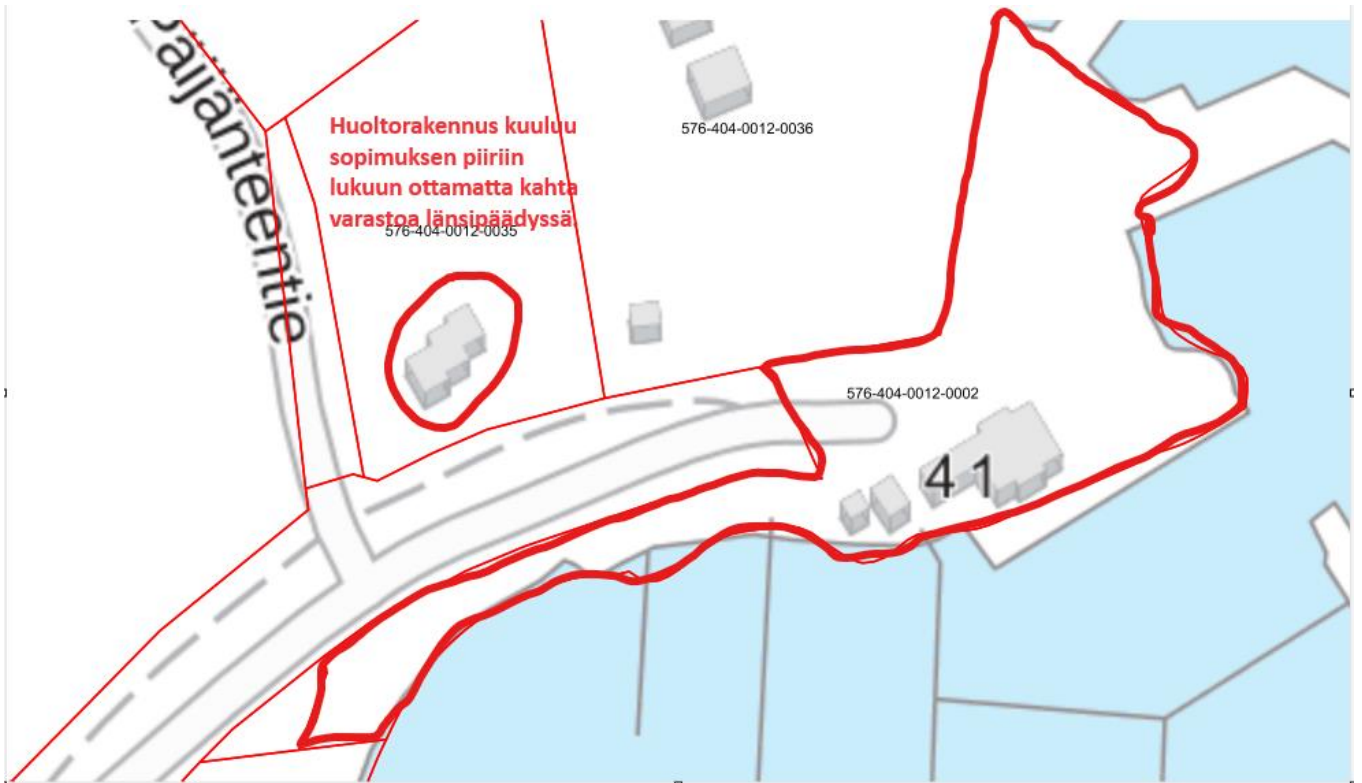 Päijänteentie
Huoltorakennus kuuluu
sopimuksen piiriin
lukuun ottamatta kahta
varastoa länsipäädyssä.
576-404-0012-0035
576-404-0012-0036
576-404-0012-0002
41